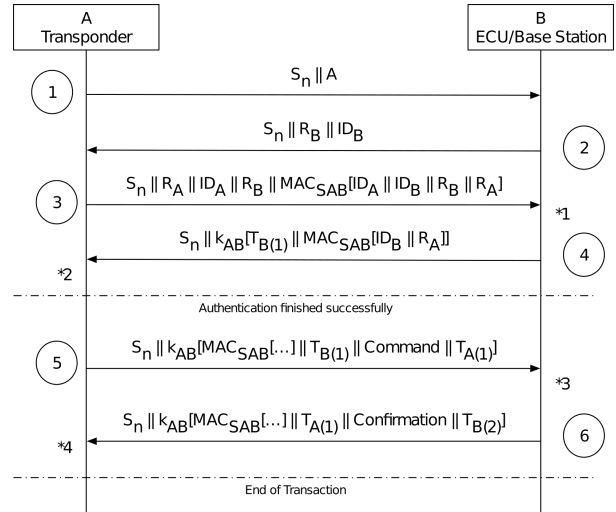 A
Transponder
B
ECU/Base Station
1
Sn || A
Sn || RB || IDB
2
3
Sn || RA || IDA || RB || MACSAB[IDA || IDB || RB || RA]
*1
Sn || kAB[TB(1) || MACSAB[IDB || RA]]
4
*2
Authentication finished successfully
5
Sn || kAB[MACSAB[...] || TB(1) || Command || TA(1)]
*3
Sn || kAB[MACSAB[...] || TA(1) || Confirmation || TB(2)]
6
*4
End of Transaction